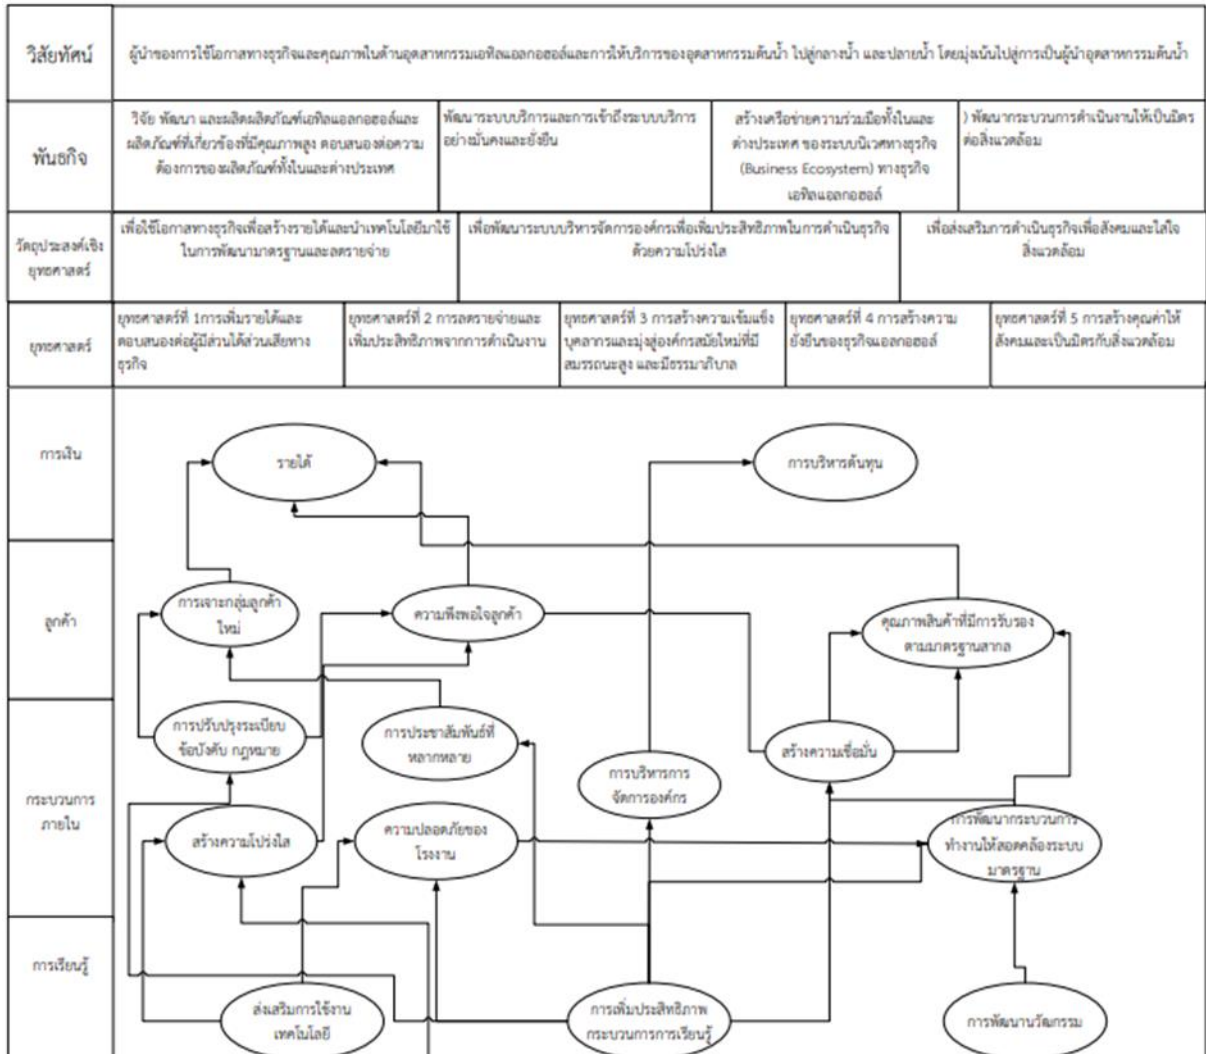 วิสัยทัศน์
ผู้นำของการใช้โอกาสทางธุรกิจและคุณภาพในด้านอุตสาหกรรมเอทิลแอลกอฮอล์และการให้บริการของอุตสาหกรรมต้นน้ำ ไปสู่กลางน้ำ และปลายน้ำ โดยมุ่งเน้นไปสู่การเป็นผู้นำอุตสาหกรรมต้นน้ำ
พันธกิจ
วิจัย พัฒนา และผลิตผลิตภัณฑ์เอทิลแอลกอฮอล์และ
ผลิตภัณฑ์ที่เกี่ยวข้องที่มีคุณภาพสูง ตอบสนองต่อความ
ต้องการของผลิตภัณฑ์ทั้งในและต่างประเทศ
พัฒนาระบบบริการและการเข้าถึงระบบบริการ
อย่างมั่นคงและยั่งยืน
สร้างเครือข่ายความร่วมมือทั้งในและ
ต่างประเทศ ของระบบนิเวศทางธุรกิจ
(Business Ecosystem) ทางธุรกิจ
เอทิลแอลกอฮอล์
) พัฒนากระบวนการดำเนินงานให้เป็นมิตร
ต่อสิ่งแวดล้อม
วัตถุประสงค์เชิง
ยุทธศาสตร์
เพื่อใช้โอกาสทางธุรกิจเพื่อสร้างรายได้และนำเทคโนโลยีมาใช้
ในการพัฒนามาตรฐานและลดรายจ่าย
เพื่อพัฒนาระบบบริหารจัดการองค์กรเพื่อเพิ่มประสิทธิภาพในการดำเนินธุรกิจ
ด้วยความโปร่งใส
เพื่อส่งเสริมการดำเนินธุรกิจเพื่อสังคมและใส่ใจ
สิ่งแวดล้อม
ยุทธศาสตร์
ยุทธศาสตร์ที่ 1การเพิ่มรายได้และ
ตอบสนองต่อผู้มีส่วนได้ส่วนเสียทาง
ธุรกิจ
ยุทธศาสตร์ที่ 2 การลดรายจ่ายและ
เพิ่มประสิทธิภาพจากการดำเนินงาน
ยุทธศาสตร์ที่ 3 การสร้างความเข้มแข็ง
บุคลากรและมุ่งสู่องค์กรสมัยใหม่ที่มี
สมรรถนะสูง และมีธรรมาภิบาล
ยุทธศาสตร์ที่ 4 การสร้างความ
ยั่งยืนของธุรกิจแอลกอฮอล์
ยุทธศาสตร์ที่ 5 การสร้างคุณค่าให้
สังคมและเป็นมิตรกับสิ่งแวดล้อม
การเงิน
รายได้
การบริหารต้นทุน
ลูกค้า
การเจาะกลุ่มลูกค้า
ใหม่
ความพึงพอใจลูกค้า
คุณภาพสินค้าที่มีการรับรอง
ตามมาตรฐานสากล
กระบวนการ
ภายใน
การปรับปรุงระเบียบ
ข้อบังคับ กฎหมาย
การประชาสัมพันธ์ที่
หลากหลาย
การบริหารการ
จัดการองค์กร
สร้างความเชื่อมั่น
สร้างความโปร่งใส
ความปลอดภัยของ
โรงงาน
การพัฒนากระบวนการ
ทำงานให้สอดคล้องระบบ
มาตรฐาน
การเรียนรู้
ส่งเสริมการใช้งาน
เทคโนโลยี
การเพิ่มประสิทธิภาพ
กระบวนการการเรียนรู้
การพัฒนานวัฒกรรม